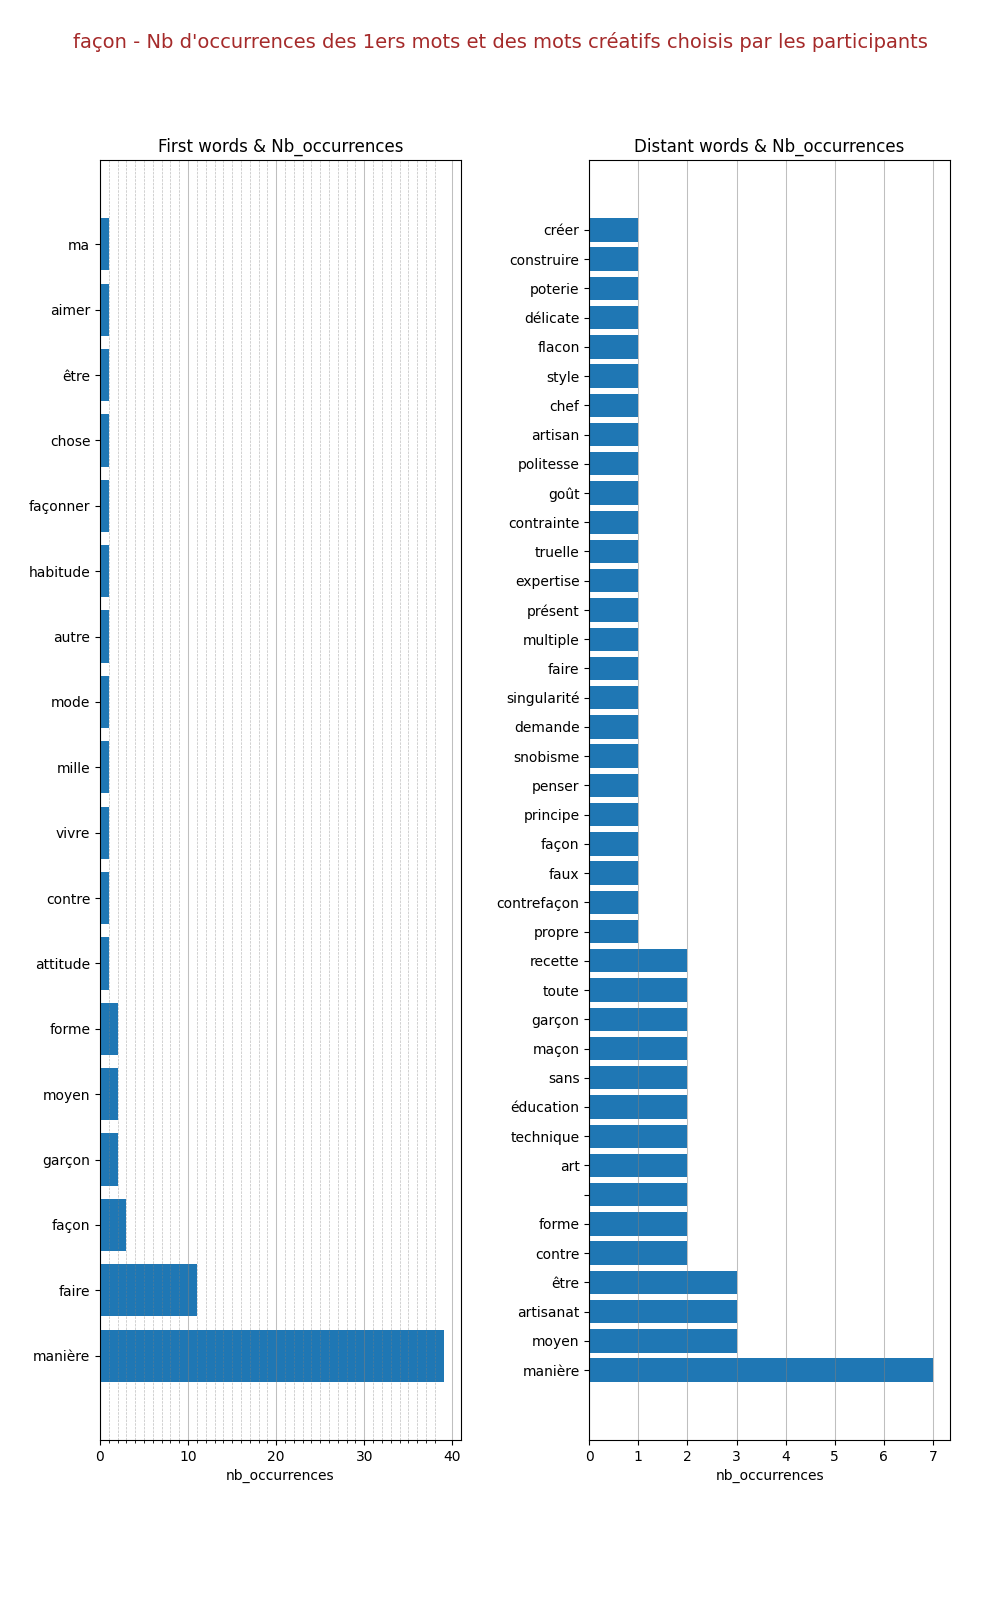 façon - Nb d'occurrences des 1ers mots et des mots créatifs choisis par les participants
First words & Nb_occurrences
ma
aimer
être
chose
façonner
habitude
autre
mode
mille
vivre
contre
attitude
forme
moyen
garçon
façon
faire
manière
0 10 20 30 40
nb_occurrences
Distant words & Nb_occurrences
créer
construire
poterie
délicate
flacon
style
chef
artisan
politesse
goût
contrainte
truelle
expertise
présent
multiple
faire
singularité
demande
snobisme
penser
principe
façon
faux
contrefaçon
propre
recette
toute
garçon
maçon
sans
éducation
technique
art
forme
contre
être
artisanat
moyen
manière
0 1 2 3 4 5 6 7
nb_occurrences